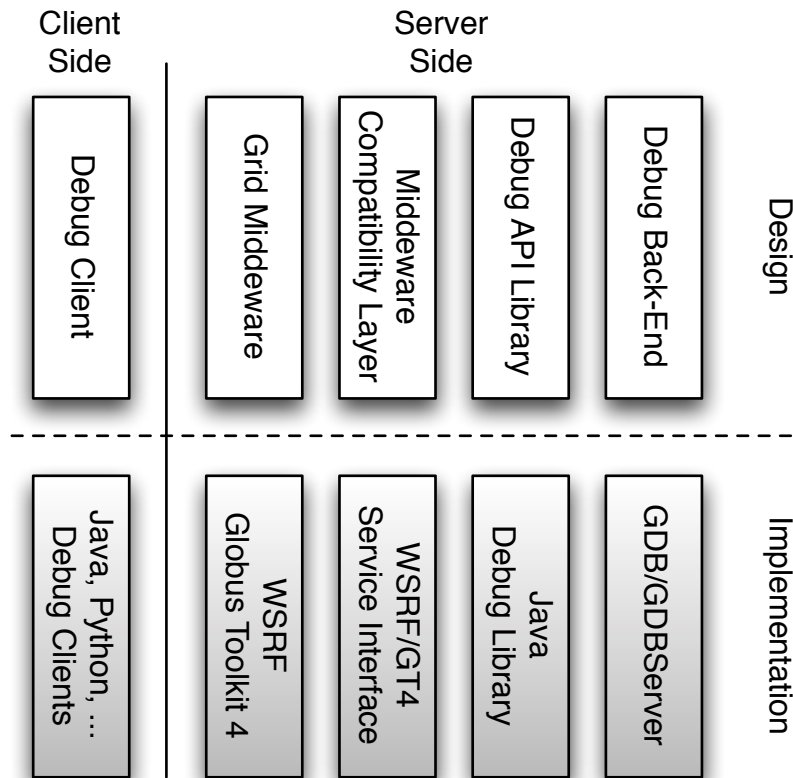 Client
Side
Server
Side
Debug Client
Grid Middeware
Middeware
Compatibility Layer
Debug API Library
Debug Back-End
Design
Java, Python, ...
Debug Clients
WSRF
Globus Toolkit 4
WSRF/GT4
Service Interface
Java
Debug Library
GDB/GDBServer
Implementation